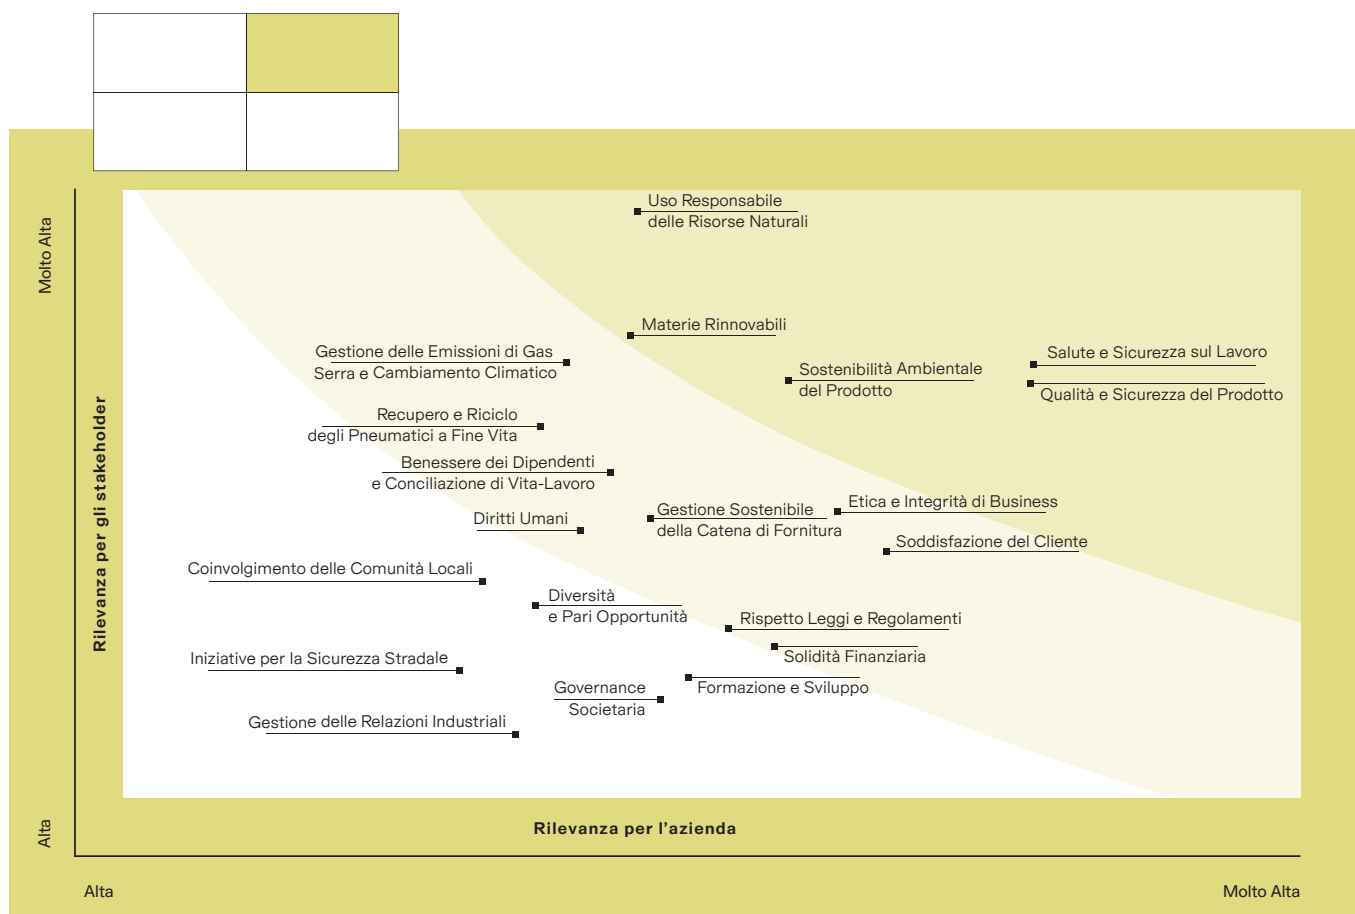 Molto Alta
Rilevanza per gli stakeholder
Alta
Uso Responsabile
delle Risorse Naturali
Materie Rinnovabili
Gestione delle Emissioni di Gas
Serra e Cambiamento Climatico
Salute e Sicurezza sul Lavoro
Sostenibilità Ambientale
del Prodotto
Qualità e Sicurezza del Prodotto
Recupero e Riciclo
degli Pneumatici a Fine Vita
Benessere dei Dipendenti
e Conciliazione di Vita-Lavoro
Etica e Integrità di Business
Gestione Sostenibile
della Catena di Fornitura
Diritti Umani
Soddisfazione del Cliente
Coinvolgimento delle Comunità Locali
Diversità
e Pari Opportunità
Rispetto Leggi e Regolamenti
Solidità Finanziaria
Iniziative per la Sicurezza Stradale
Formazione e Sviluppo
Governance
Societaria
Gestione delle Relazioni Industriali
Rilevanza per l’azienda
Alta
Molto Alta